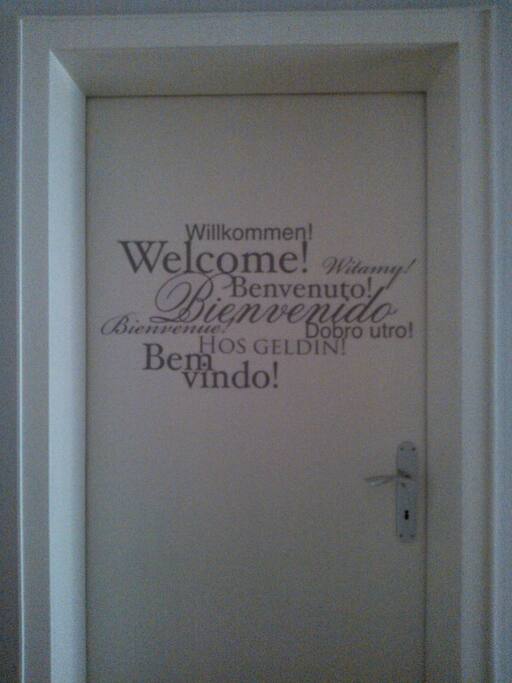 Willkommen!
Welcome!
Witamy!
Benvenuto!
Bienvenido
Bienvenue!
Dobro utro!
HOS GELDIN!
Bem
vindo!